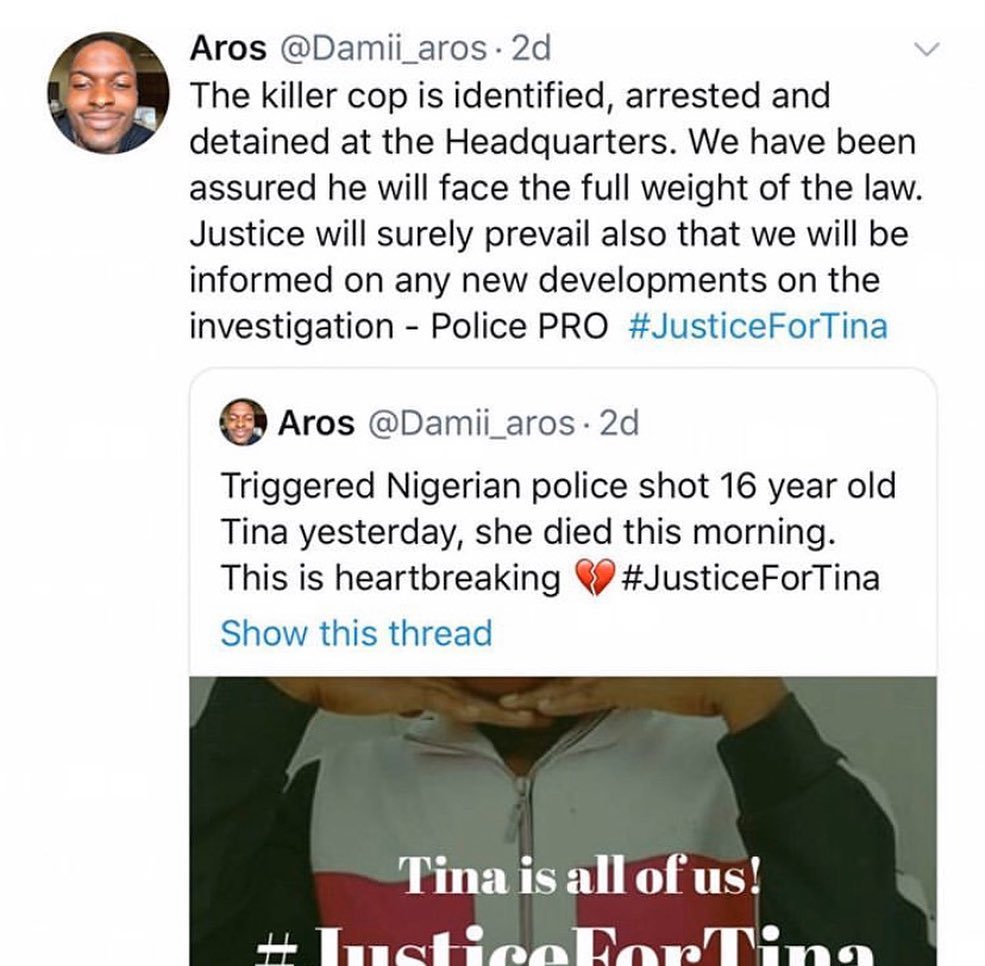 Aros @Damii_aros · 2d
The killer cop is identified, arrested and
detained at the Headquarters. We have been
assured he will face the full weight of the law.
Justice will surely prevail also that we will be
informed on any new developments on the
investigation - Police PRO #JusticeForTina
Aros @Damii_aros · 2d
Triggered Nigerian police shot 16 year old
Tina yesterday, she died this morning.
This is heartbreaking 💔 #JusticeForTina
Show this thread
Tina is all of us!
# JusticeForTina